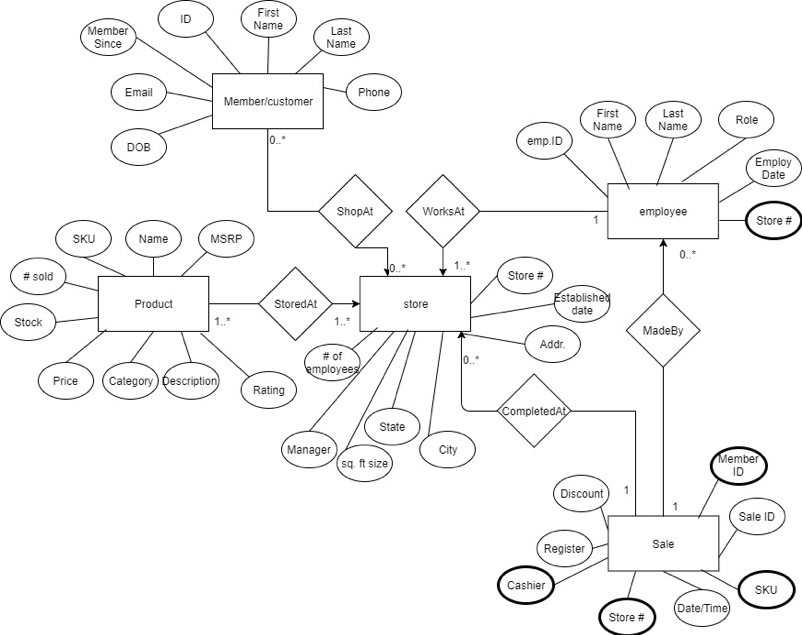 ID
First
Name
Last
Name
Member
Since
Email
Phone
DOB
Member/customer
0..*
emp.ID
First
Name
Last
Name
Role
Employ
Date
Store #
employee
1
0..*
ShopAt
WorksAt
0..*
1..*
SKU
Name
MSRP
# sold
Stock
Product
Price
Category
Description
Rating
1..*
StoredAt
1..*
store
Store #
Established
date
Addr.
# of
employees
Manager
sq. ft size
State
City
0..*
MadeBy
CompletedAt
1
1
Member
ID
Discount
Sale ID
Register
Sale
Cashier
Store #
Date/Time
SKU